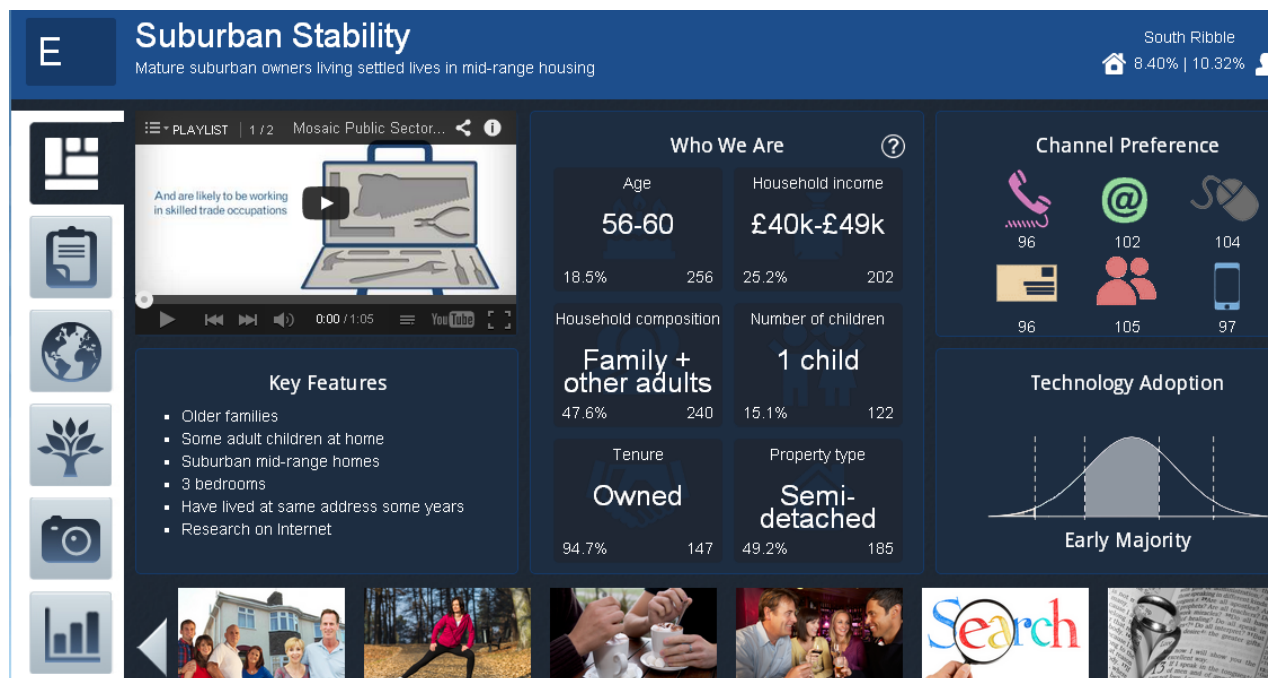 E
Suburban Stability
Mature suburban owners living settled lives in mid-range housing
South Ribble
8.40% | 10.32%
PLAYLIST | 1 / 2 Mosaic Public Sector...
And are likely to be working
in skilled trade occupations
0:00 / 1:05
YouTube
Key Features
Older families
Some adult children at home
Suburban mid-range homes
3 bedrooms
Have lived at same address some years
Research on Internet
Who We Are
?
Age
56-60
18.5% 256
Household income
£40k-£49k
25.2% 202
Household composition
Family +
other adults
47.6% 240
Number of children
1 child
15.1% 122
Tenure
Owned
94.7% 147
Property type
Semi-
detached
49.2% 185
Channel Preference
@
96 102 104
96 105 97
Technology Adoption
Early Majority
Search